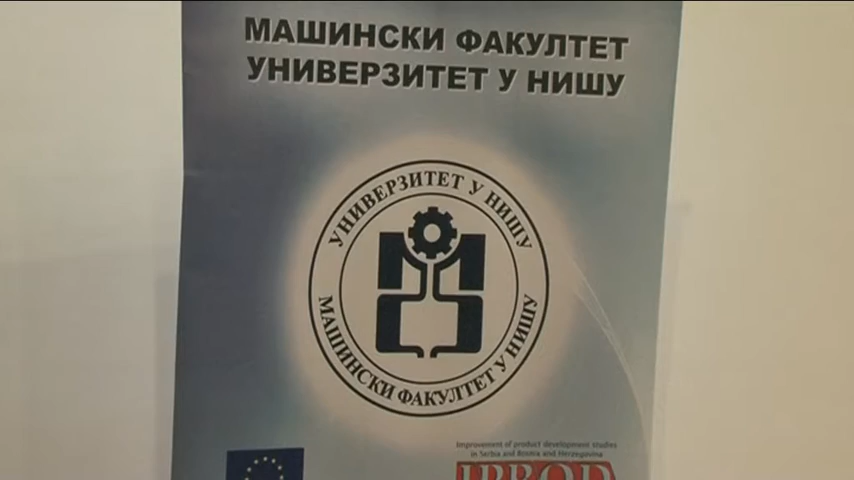 МАШИНСКИ ФАКУЛТЕТ
УНИВЕРЗИТЕТ У НИШУ
УНИВЕРЗИТЕТ У НИШУ
МАШИНСКИ ФАКУЛТЕТ У НИШУ
Improvement of product development studies
in Serbia and Bosnia and Herzegovina